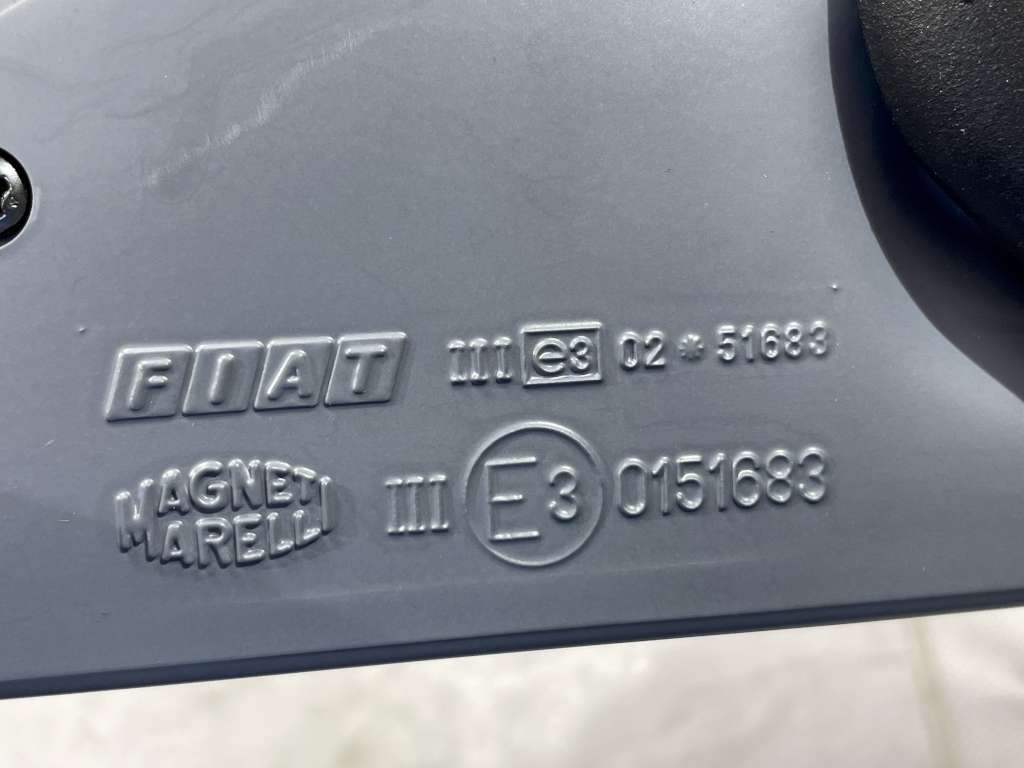 FIAT III e3 02 * 51683
MAGNETI MARELLI III E3 0151683